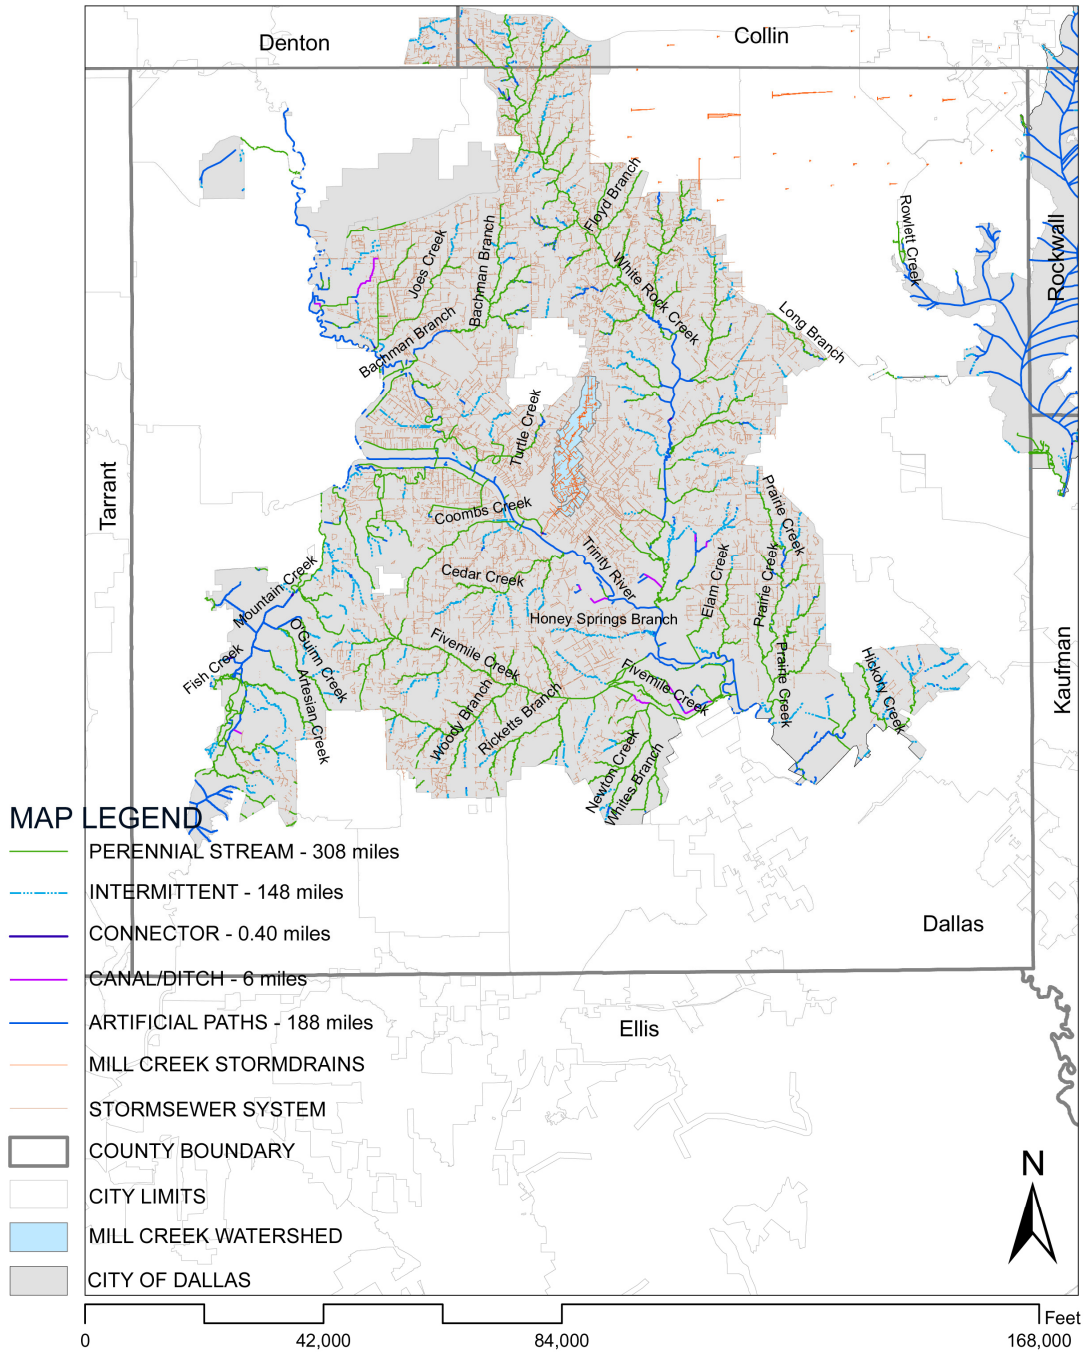 Denton
Collin
Floyd Branch
Rowlett Creek
Rockwall
Joes Creek
Bachman Branch
White Rock Creek
Long Branch
Bachman Branch
Turtle Creek
Tarrant
Coombs Creek
Prairie Creek
Trinity River
Cedar Creek
Elam Creek
Prairie Creek
Mountain Creek
Honey Springs Branch
O'Guinn Creek
Fivemile Creek
Fish Creek
Fivemile Creek
Prairie Creek
Hickory Creek
Kaufman
Artesian Creek
Woody Branch
Ricketts Branch
Newton Creek
Whites Branch
MAP LEGEND
PERENNIAL STREAM - 308 miles
INTERMITTENT - 148 miles
CONNECTOR - 0.40 miles
CANAL/DITCH - 6 miles
ARTIFICIAL PATHS - 188 miles
MILL CREEK STORMDRAINS
STORMSEWER SYSTEM
COUNTY BOUNDARY
CITY LIMITS
MILL CREEK WATERSHED
CITY OF DALLAS
Dallas
Ellis
N
Feet
0 42,000 84,000 168,000